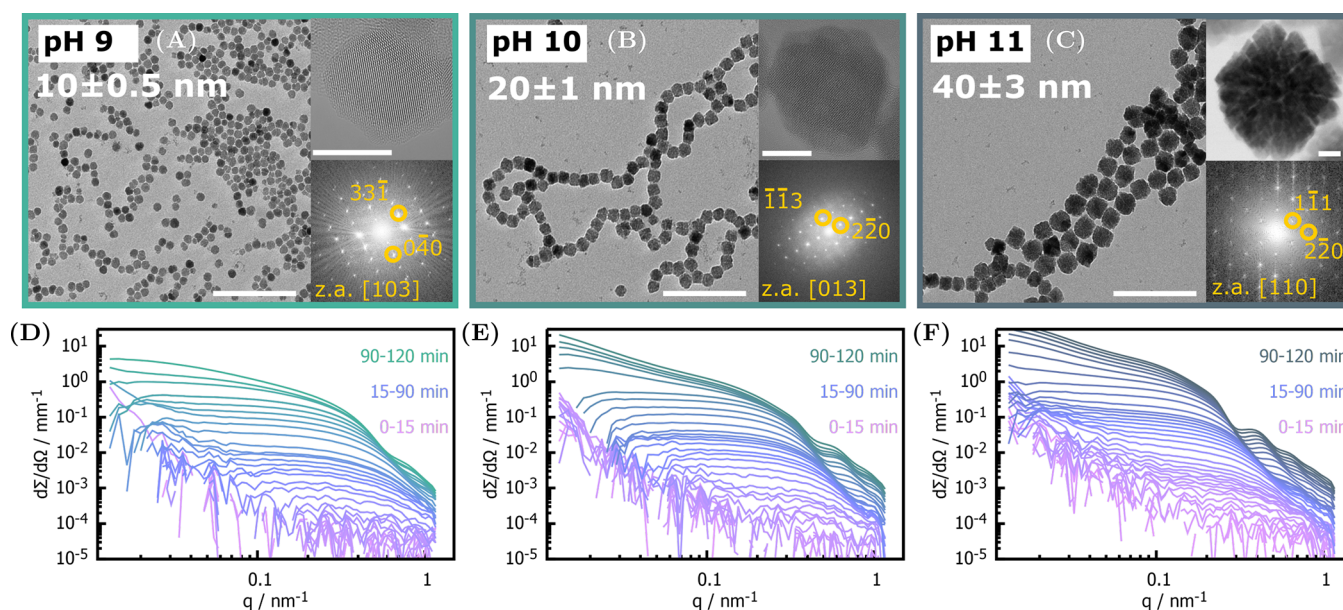 pH 9 (A)
10±0.5 nm
331̅
04̅0
z.a. [103]
pH 10 (B)
20±1 nm
1̅1̅3
22̅0
z.a. [013]
pH 11 (C)
40±3 nm
11̅1
22̅0
z.a. [110]
(D)
90-120 min
15-90 min
0-15 min
dΣ/dΩ / mm⁻¹
10¹
10⁰
10⁻¹
10⁻²
10⁻³
10⁻⁴
10⁻⁵
0.1 1
q / nm⁻¹
(E)
90-120 min
15-90 min
0-15 min
dΣ/dΩ / mm⁻¹
10¹
10⁰
10⁻¹
10⁻²
10⁻³
10⁻⁴
10⁻⁵
0.1 1
q / nm⁻¹
(F)
90-120 min
15-90 min
0-15 min
dΣ/dΩ / mm⁻¹
10¹
10⁰
10⁻¹
10⁻²
10⁻³
10⁻⁴
10⁻⁵
0.1 1
q / nm⁻¹